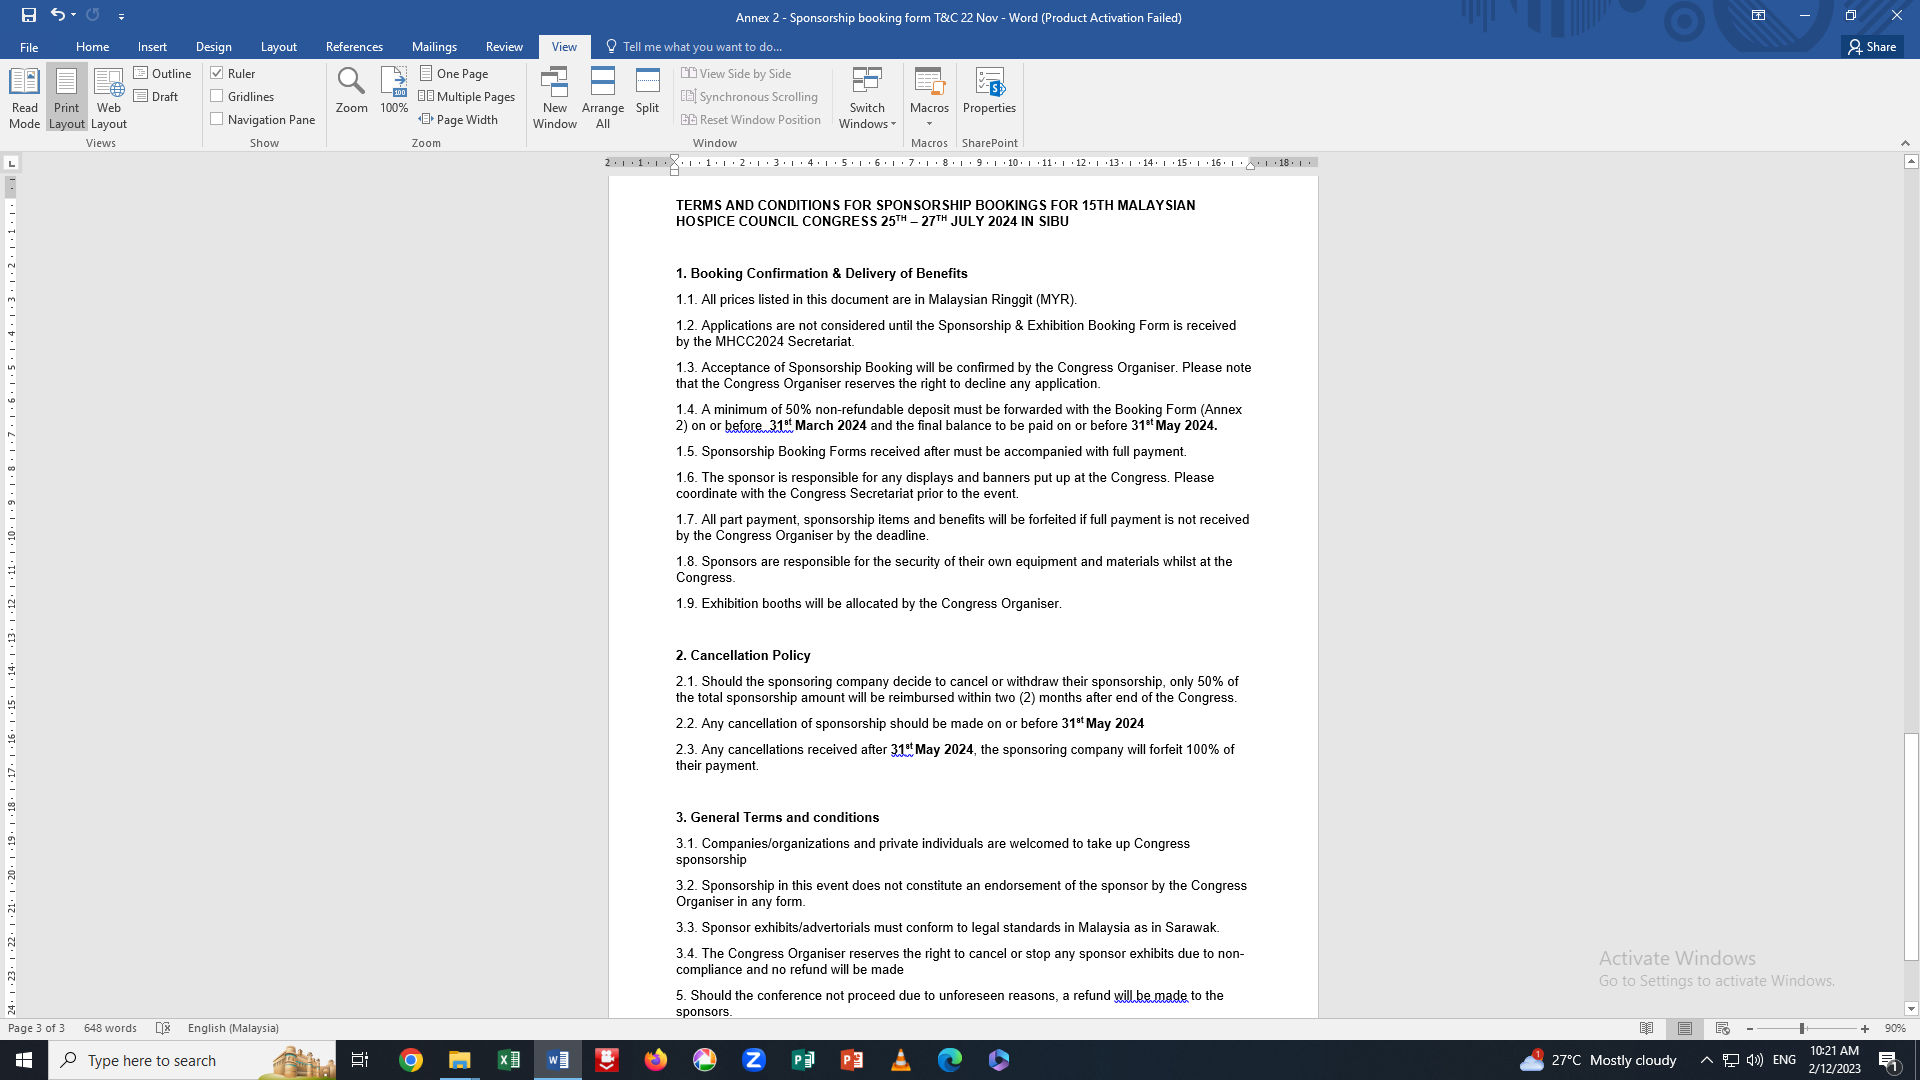 Annex 2 - Sponsorship booking form T&C 22 Nov - Word (Product Activation Failed)
File Home Insert Design Layout References Mailings Review View Tell me what you want to do... Share
Read Mode
Print Layout
Web Layout
Outline
Draft
Views
Ruler
Gridlines
Navigation Pane
Show
Zoom
100%
One Page
Multiple Pages
Page Width
Zoom
New Window
Arrange All
Split
View Side by Side
Synchronous Scrolling
Reset Window Position
Window
Switch Windows
Macros
Macros
Properties
SharePoint
2 1 1 2 3 4 5 6 7 8 9 10 11 12 13 14 15 16 18
TERMS AND CONDITIONS FOR SPONSORSHIP BOOKINGS FOR 15TH MALAYSIAN
HOSPICE COUNCIL CONGRESS 25TH – 27TH JULY 2024 IN SIBU
1. Booking Confirmation & Delivery of Benefits
1.1. All prices listed in this document are in Malaysian Ringgit (MYR).
1.2. Applications are not considered until the Sponsorship & Exhibition Booking Form is received
by the MHCC2024 Secretariat.
1.3. Acceptance of Sponsorship Booking will be confirmed by the Congress Organiser. Please note
that the Congress Organiser reserves the right to decline any application.
1.4. A minimum of 50% non-refundable deposit must be forwarded with the Booking Form (Annex
2) on or before 31st March 2024 and the final balance to be paid on or before 31st May 2024.
1.5. Sponsorship Booking Forms received after must be accompanied with full payment.
1.6. The sponsor is responsible for any displays and banners put up at the Congress. Please
coordinate with the Congress Secretariat prior to the event.
1.7. All part payment, sponsorship items and benefits will be forfeited if full payment is not received
by the Congress Organiser by the deadline.
1.8. Sponsors are responsible for the security of their own equipment and materials whilst at the
Congress.
1.9. Exhibition booths will be allocated by the Congress Organiser.
2. Cancellation Policy
2.1. Should the sponsoring company decide to cancel or withdraw their sponsorship, only 50% of
the total sponsorship amount will be reimbursed within two (2) months after end of the Congress.
2.2. Any cancellation of sponsorship should be made on or before 31st May 2024
2.3. Any cancellations received after 31st May 2024, the sponsoring company will forfeit 100% of
their payment.
3. General Terms and conditions
3.1. Companies/organizations and private individuals are welcomed to take up Congress
sponsorship
3.2. Sponsorship in this event does not constitute an endorsement of the sponsor by the Congress
Organiser in any form.
3.3. Sponsor exhibits/advertorials must conform to legal standards in Malaysia as in Sarawak.
3.4. The Congress Organiser reserves the right to cancel or stop any sponsor exhibits due to non-
compliance and no refund will be made
5. Should the conference not proceed due to unforeseen reasons, a refund will be made to the
sponsors.
Activate Windows
Go to Settings to activate Windows.
Page 3 of 3 648 words English (Malaysia) 90%
Type here to search
27°C Mostly cloudy ENG
10:21 AM
2/12/2023